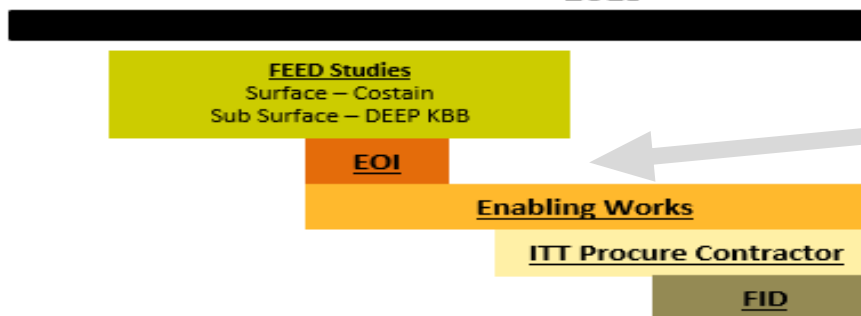 FEED Studies
Surface – Costain
Sub Surface – DEEP KBB
EOI
Enabling Works
ITT Procure Contractor
FID